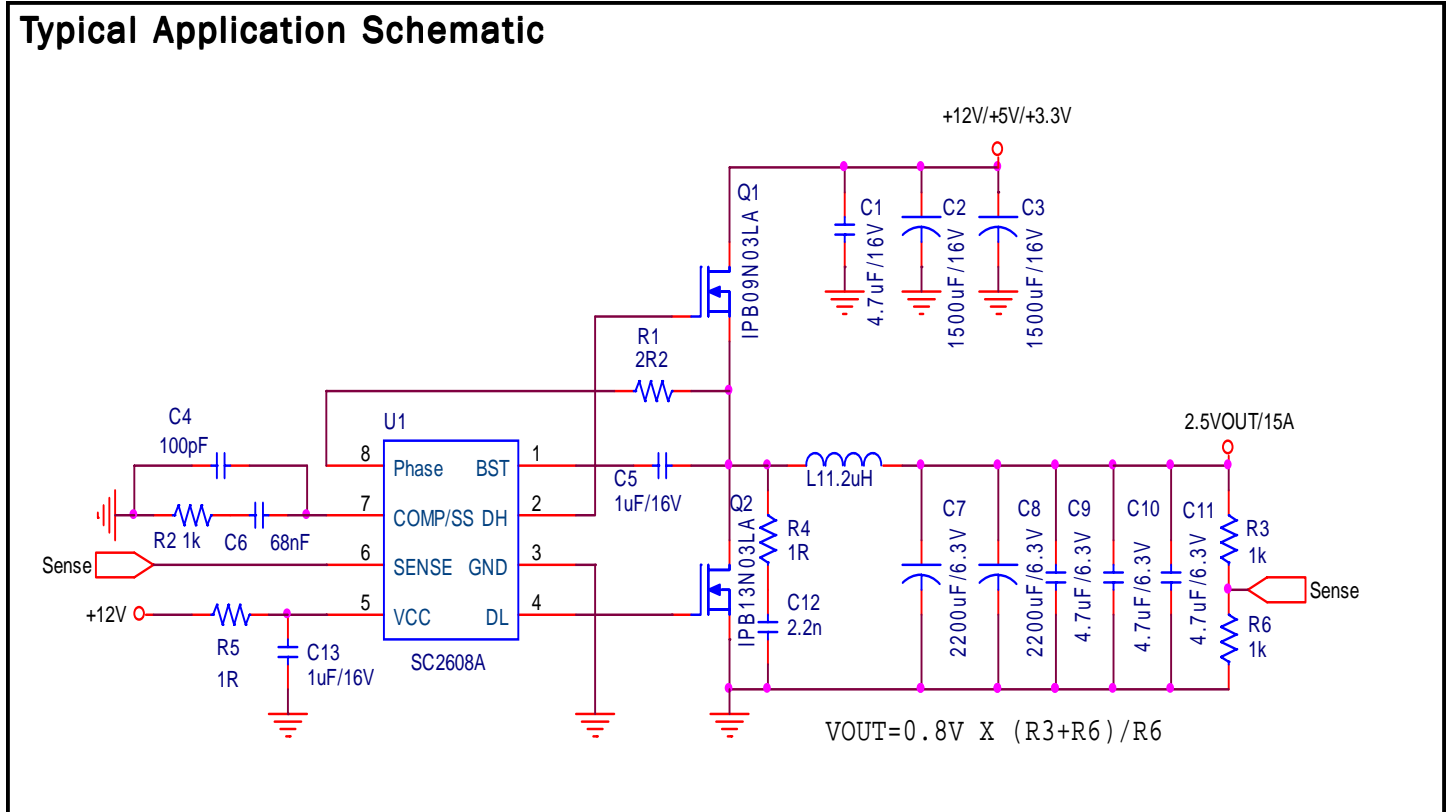 Typical Application Schematic
+12V/+5V/+3.3V
Q1
IPB09N03LA
C1
4.7uF/16V
C2
1500uF/16V
C3
1500uF/16V
R1
2R2
C4
100pF
U1
8
Phase
BST
1
7
COMP/SS
DH
2
6
SENSE
GND
3
5
VCC
DL
4
SC2608A
R2 1k
C6
68nF
Sense
+12V
R5
1R
C13
1uF/16V
C5
1uF/16V
Q2
IPB13N03LA
L11.2uH
R4
1R
C12
2.2n
2.5VOUT/15A
C7
2200uF/6.3V
C8
2200uF/6.3V
C9
4.7uF/6.3V
C10
4.7uF/6.3V
C11
4.7uF/6.3V
R3
1k
Sense
R6
1k
VOUT=0.8V X (R3+R6)/R6